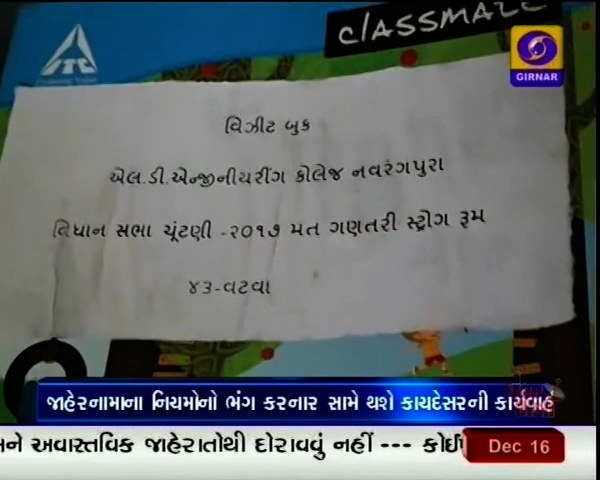 CLASSMATE
ITC
GIRNAR
વિઝીટ બુક
એલ.ડી.એન્જીનીયરીંગ કોલેજ નવરંગપુરા
વિધાન સભા ચૂંટણી -૨૦૧૭ મત ગણતરી સ્ટ્રોગ રૂમ
૪૩-વટવા
જાહેરનામાના નિયમોનો ભંગ કરનાર સામે થશે કાયદેસરની
અવાસ્તવિક જાહેરાતોથી દોરાવવું નહીં ---
Dec 16